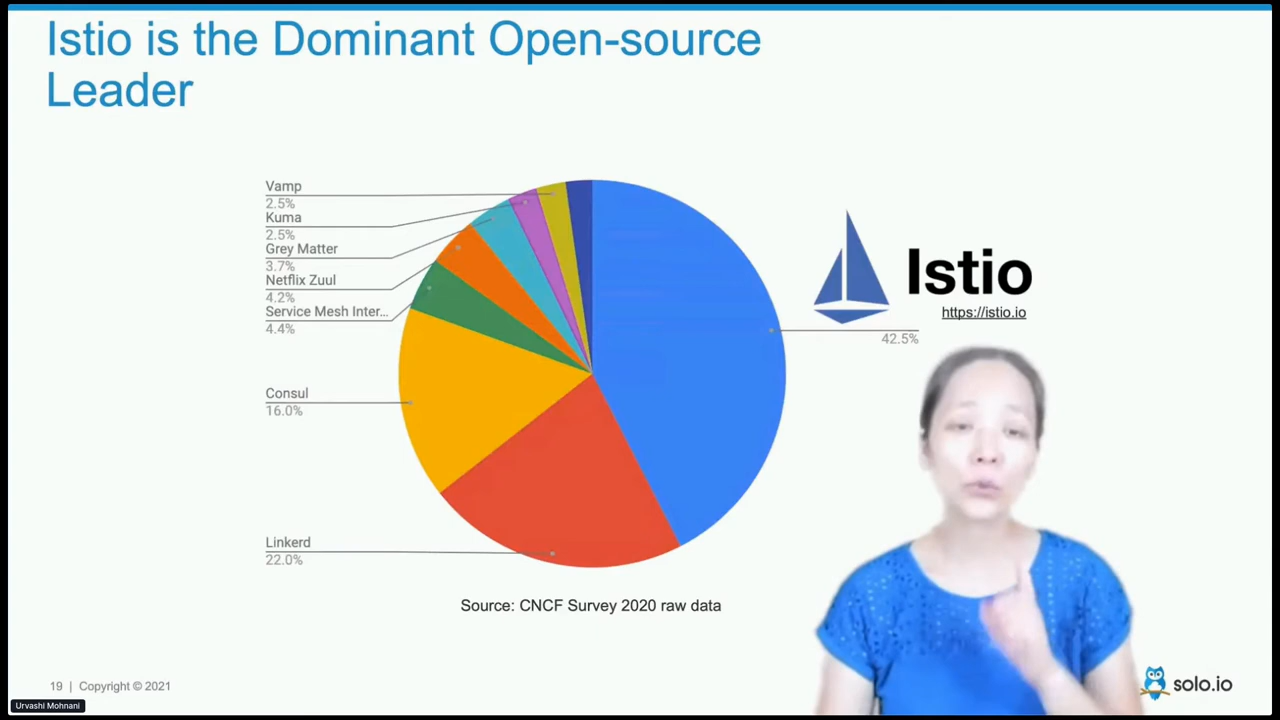 Istio is the Dominant Open-source
Leader
Vamp
2.5%
Kuma
2.5%
Grey Matter
3.7%
Netflix Zuul
4.2%
Service Mesh Inter...
4.4%
Consul
16.0%
Linkerd
22.0%
Istio
https://istio.io
42.5%
Source: CNCF Survey 2020 raw data
19 | Copyright © 2021
solo.io
Urvashi Mohnani